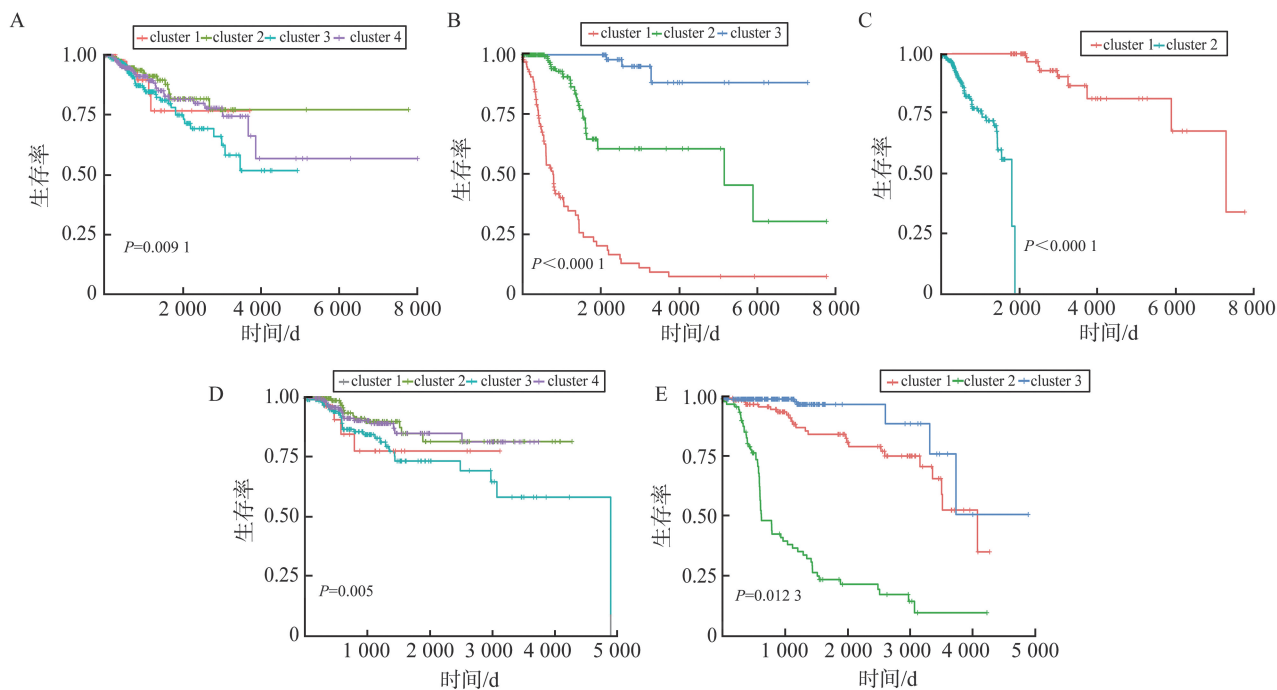 A
cluster 1 cluster 2 cluster 3 cluster 4
1.00
0.75
0.50
0.25
0
生存率
P=0.009 1
2 000 4 000 6 000 8 000
时间/d
B
cluster 1 cluster 2 cluster 3
1.00
0.75
0.50
0.25
0
生存率
P＜0.000 1
2 000 4 000 6 000 8 000
时间/d
C
cluster 1 cluster 2
1.00
0.75
0.50
0.25
0
生存率
P＜0.000 1
2 000 4 000 6 000 8 000
时间/d
D
cluster 1 cluster 2 cluster 3 cluster 4
1.00
0.75
0.50
0.25
0
生存率
P=0.005
1 000 2 000 3 000 4 000 5 000
时间/d
E
cluster 1 cluster 2 cluster 3
1.00
0.75
0.50
0.25
0
生存率
P=0.012 3
1 000 2 000 3 000 4 000 5 000
时间/d